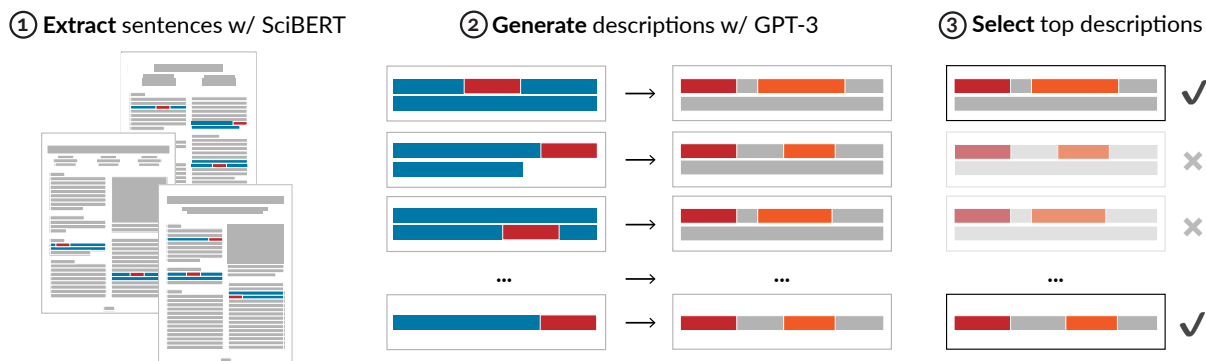 1 Extract sentences w/ SciBERT
2 Generate descriptions w/ GPT-3
3 Select top descriptions
... ... ...